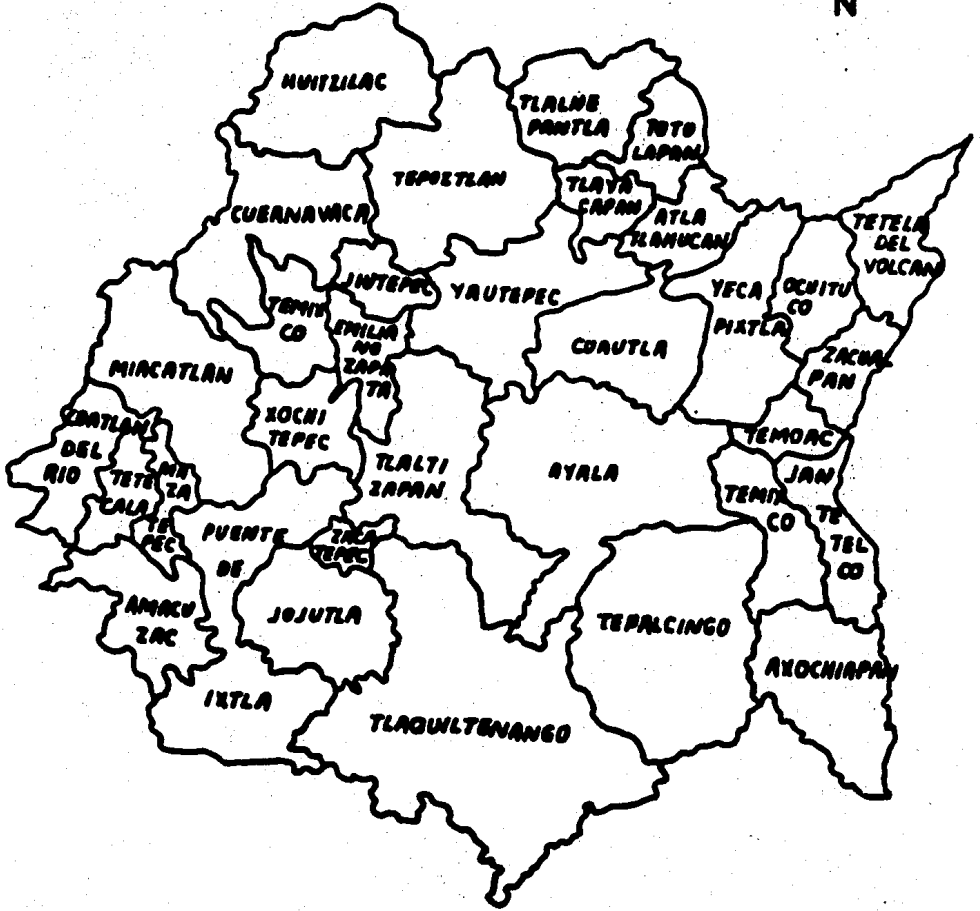 N
HUITZILAC
TLALNE
PANTLA
TOTO
LAPAN
TEPOZTLAN
TLAYA
CAPAN
ATLA
TLAHUCAN
CUERNAVACA
TETELA
DEL
VOLCAN
JIUTEPEC
YAUTEPEC
YECA
PIXTLA
OCUITU
CO
TEMIX
CO
EMILIA
NO
ZAPA
TA
CUAUTLA
ZACUA
PAN
MIACATLAN
XOCHI
TEPEC
COATLAN
DEL
RIO
TETE
CALA
MA
ZA
TE
PEC
TLALTI
ZAPAN
AYALA
TEMOAC
JAN
TE
TEL
CO
TEMIX
CO
PUENTE
DE
IXTLA
ZACA
TEPEC
JOJUTLA
AMACU
ZAC
TEPALCINGO
AXOCHIAPAN
TLAQUILTENANGO